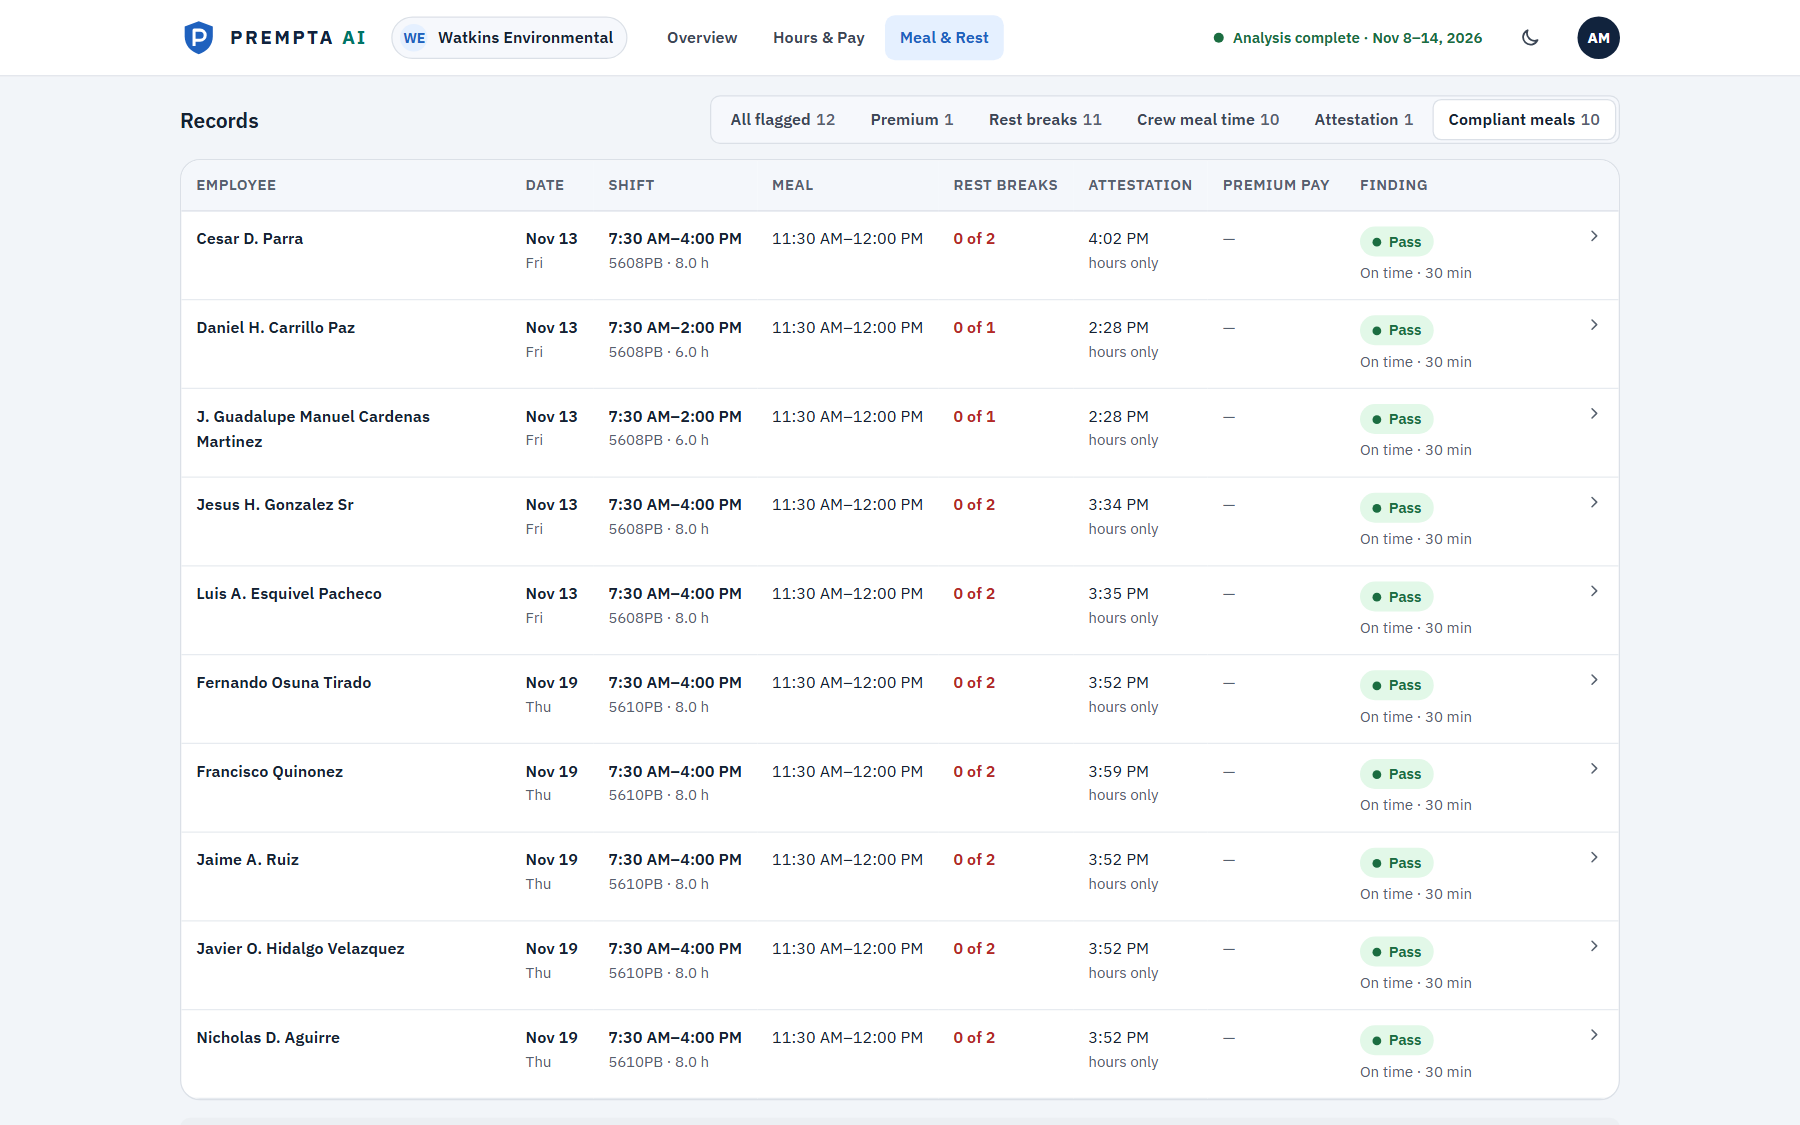 PREMPTA AI
WE Watkins Environmental
Overview
Hours & Pay
Meal & Rest
Analysis complete · Nov 8–14, 2026
AM
Records
All flagged 12
Premium 1
Rest breaks 11
Crew meal time 10
Attestation 1
Compliant meals 10
EMPLOYEE DATE SHIFT MEAL REST BREAKS ATTESTATION PREMIUM PAY FINDING
Cesar D. Parra Nov 13 7:30 AM–4:00 PM 11:30 AM–12:00 PM 0 of 2 4:02 PM — Pass
Fri 5608PB · 8.0 h hours only On time · 30 min
Daniel H. Carrillo Paz Nov 13 7:30 AM–2:00 PM 11:30 AM–12:00 PM 0 of 1 2:28 PM — Pass
Fri 5608PB · 6.0 h hours only On time · 30 min
J. Guadalupe Manuel Cardenas Nov 13 7:30 AM–2:00 PM 11:30 AM–12:00 PM 0 of 1 2:28 PM — Pass
Martinez Fri 5608PB · 6.0 h hours only On time · 30 min
Jesus H. Gonzalez Sr Nov 13 7:30 AM–4:00 PM 11:30 AM–12:00 PM 0 of 2 3:34 PM — Pass
Fri 5608PB · 8.0 h hours only On time · 30 min
Luis A. Esquivel Pacheco Nov 13 7:30 AM–4:00 PM 11:30 AM–12:00 PM 0 of 2 3:35 PM — Pass
Fri 5608PB · 8.0 h hours only On time · 30 min
Fernando Osuna Tirado Nov 19 7:30 AM–4:00 PM 11:30 AM–12:00 PM 0 of 2 3:52 PM — Pass
Thu 5610PB · 8.0 h hours only On time · 30 min
Francisco Quinonez Nov 19 7:30 AM–4:00 PM 11:30 AM–12:00 PM 0 of 2 3:59 PM — Pass
Thu 5610PB · 8.0 h hours only On time · 30 min
Jaime A. Ruiz Nov 19 7:30 AM–4:00 PM 11:30 AM–12:00 PM 0 of 2 3:52 PM — Pass
Thu 5610PB · 8.0 h hours only On time · 30 min
Javier O. Hidalgo Velazquez Nov 19 7:30 AM–4:00 PM 11:30 AM–12:00 PM 0 of 2 3:52 PM — Pass
Thu 5610PB · 8.0 h hours only On time · 30 min
Nicholas D. Aguirre Nov 19 7:30 AM–4:00 PM 11:30 AM–12:00 PM 0 of 2 3:52 PM — Pass
Thu 5610PB · 8.0 h hours only On time · 30 min